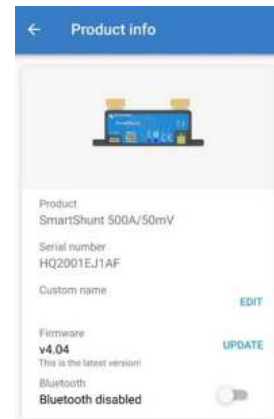 Product info
Product
SmartShunt 500A/50mV
Serial number
HQ2001EJ1AF
Custom name
EDIT
Firmware
v4.04
UPDATE
This is the latest version!
Bluetooth
Bluetooth disabled